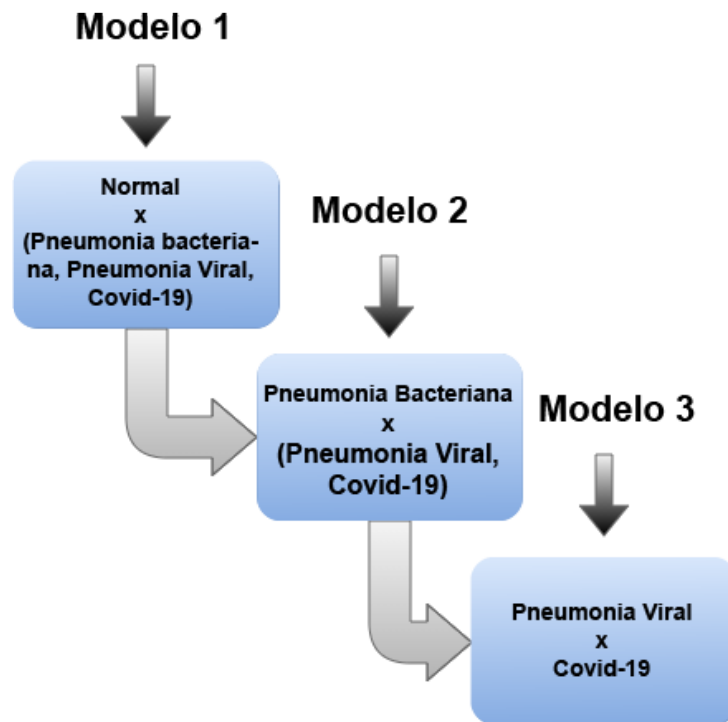 Modelo 1
Normal
x
(Pneumonia bacteria-
na, Pneumonia Viral,
Covid-19)
Modelo 2
Pneumonia Bacteriana
x
(Pneumonia Viral,
Covid-19)
Modelo 3
Pneumonia Viral
x
Covid-19